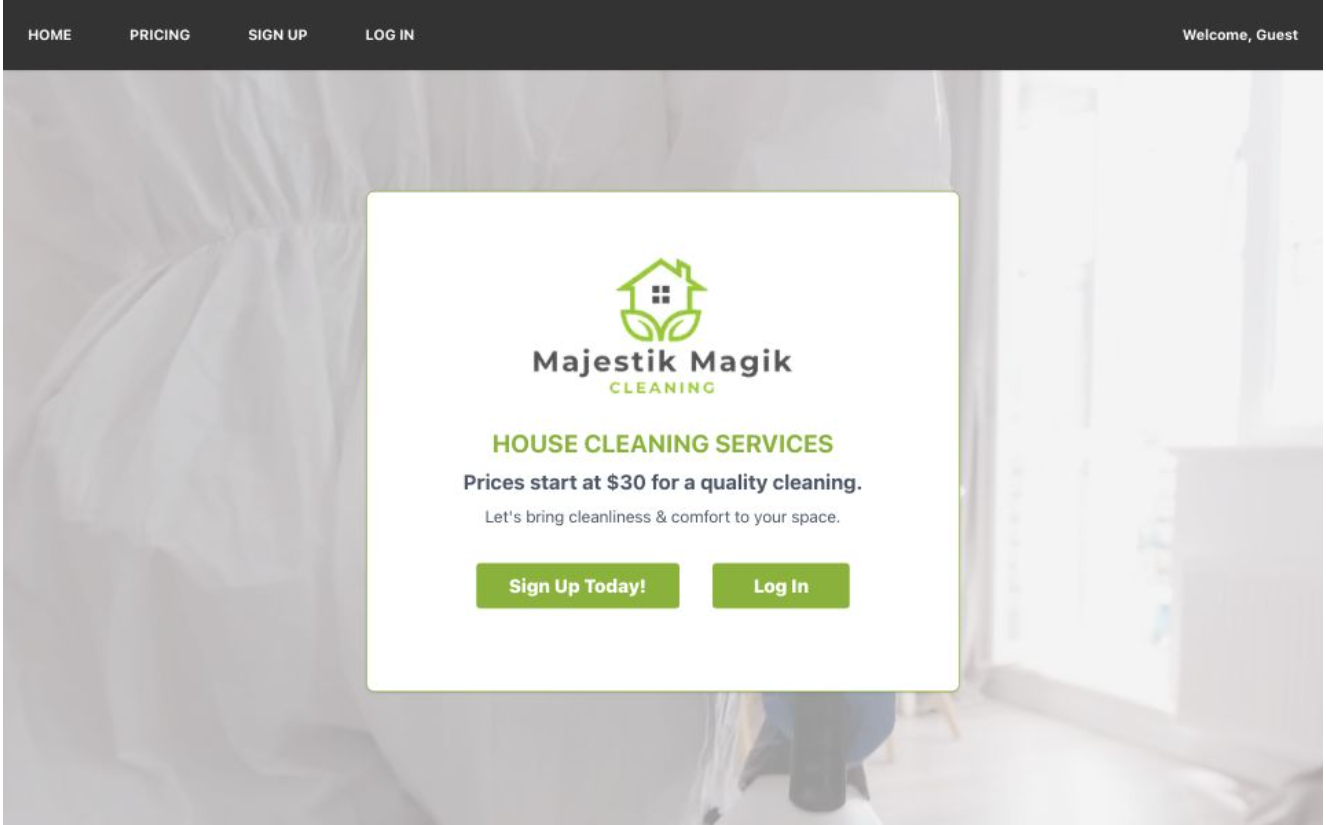 HOME PRICING SIGN UP LOG IN Welcome, Guest
Majestik Magik
CLEANING
HOUSE CLEANING SERVICES
Prices start at $30 for a quality cleaning.
Let's bring cleanliness & comfort to your space.
Sign Up Today! Log In